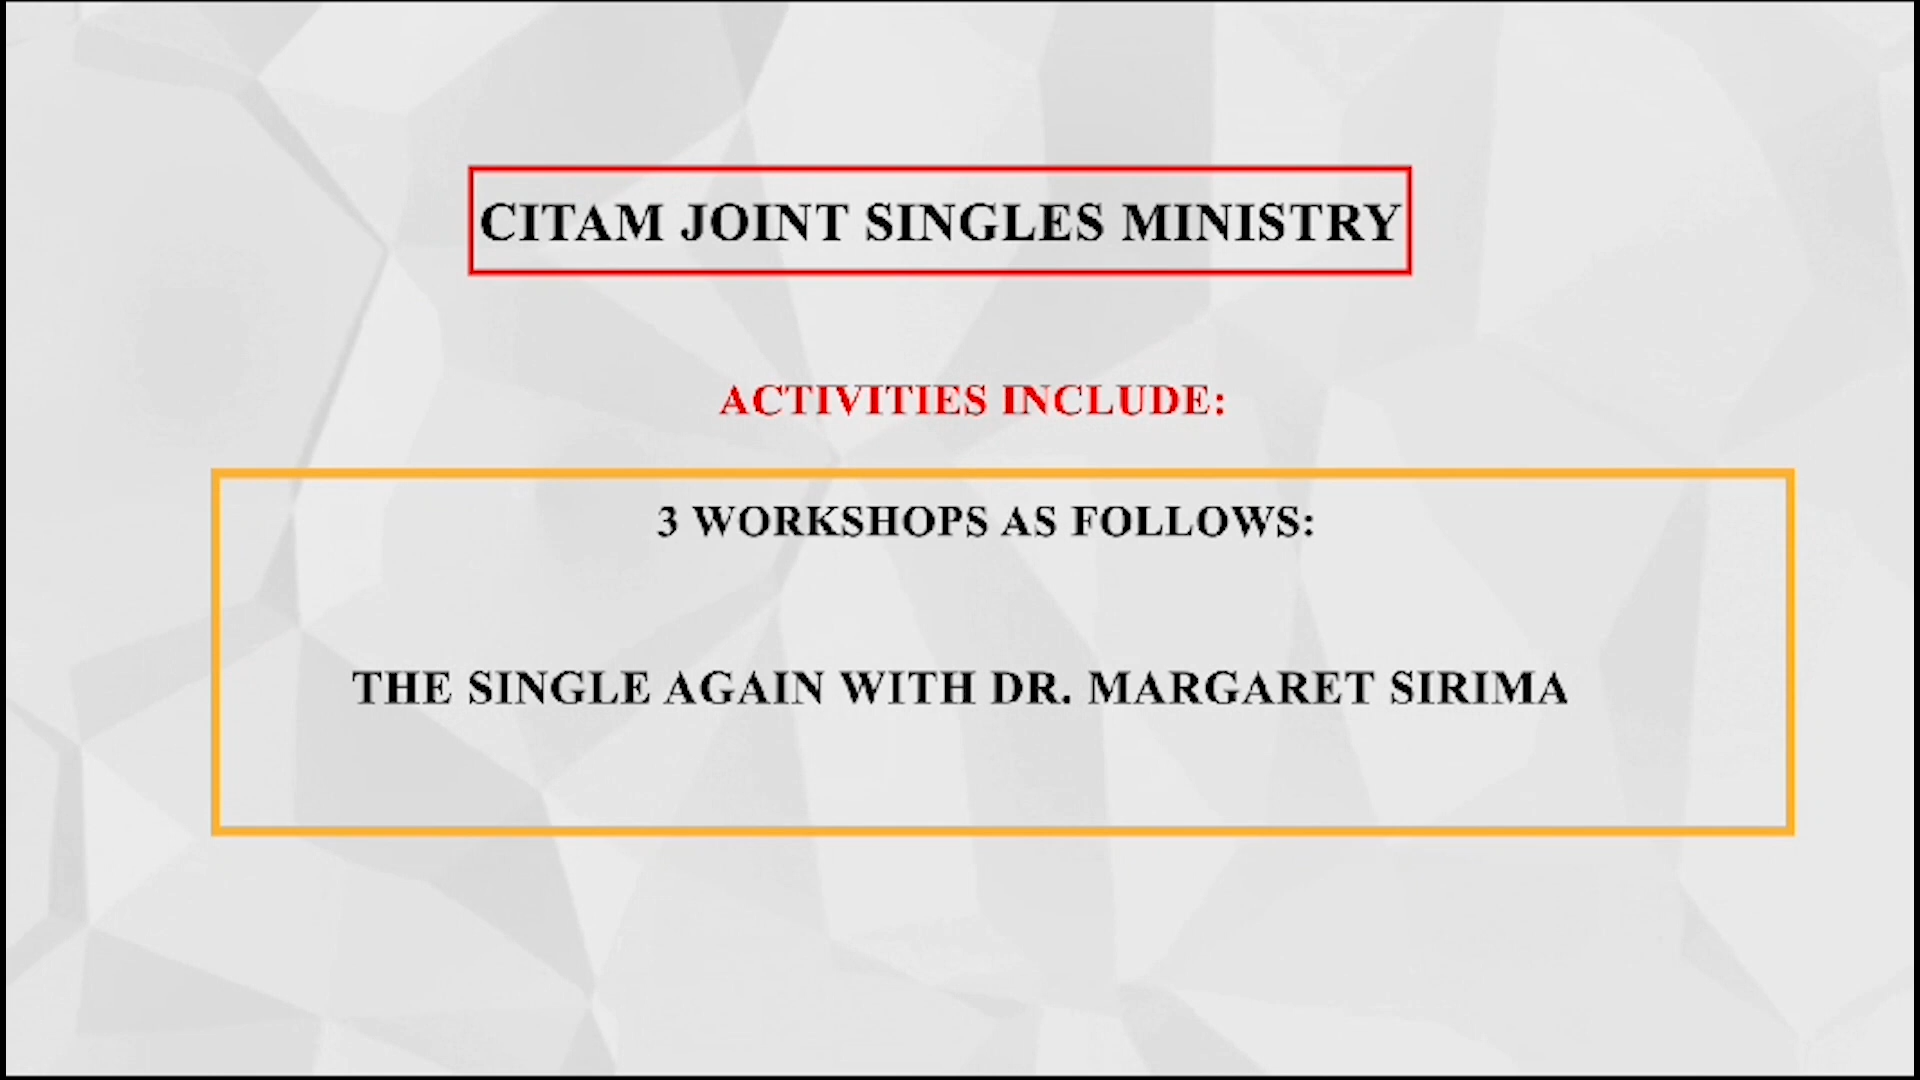 CITAM JOINT SINGLES MINISTRY
ACTIVITIES INCLUDE:
3 WORKSHOPS AS FOLLOWS:
THE SINGLE AGAIN WITH DR. MARGARET SIRIMA